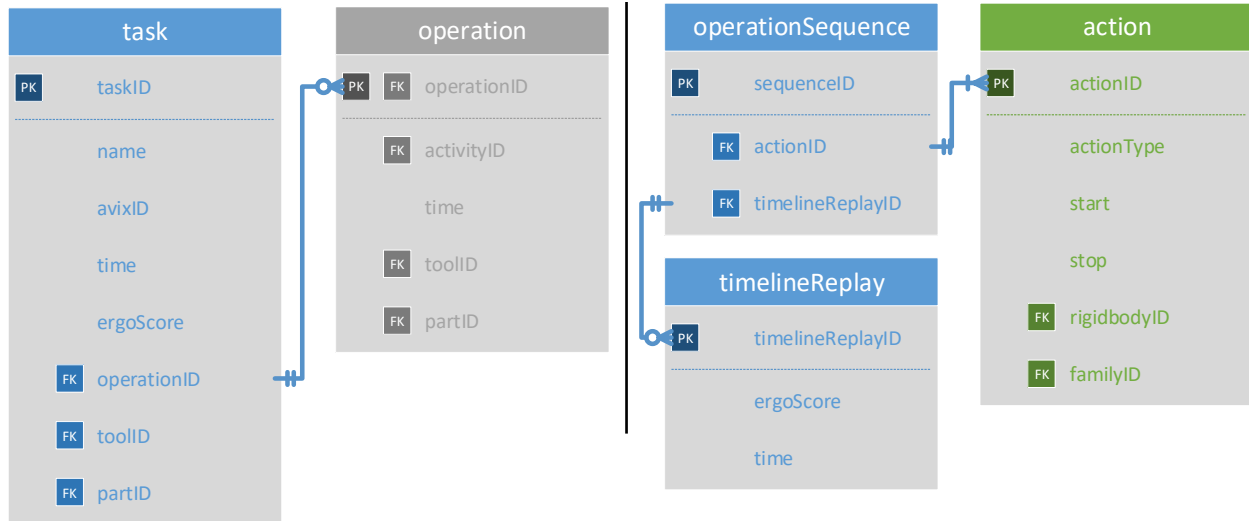 task
PK taskID
name
avixID
time
ergoScore
FK operationID
FK toolID
FK partID
operation
PK FK operationID
FK activityID
time
FK toolID
FK partID
operationSequence
PK sequenceID
FK actionID
FK timelineReplayID
timelineReplay
PK timelineReplayID
ergoScore
time
action
PK actionID
actionType
start
stop
FK rigidbodyID
FK familyID